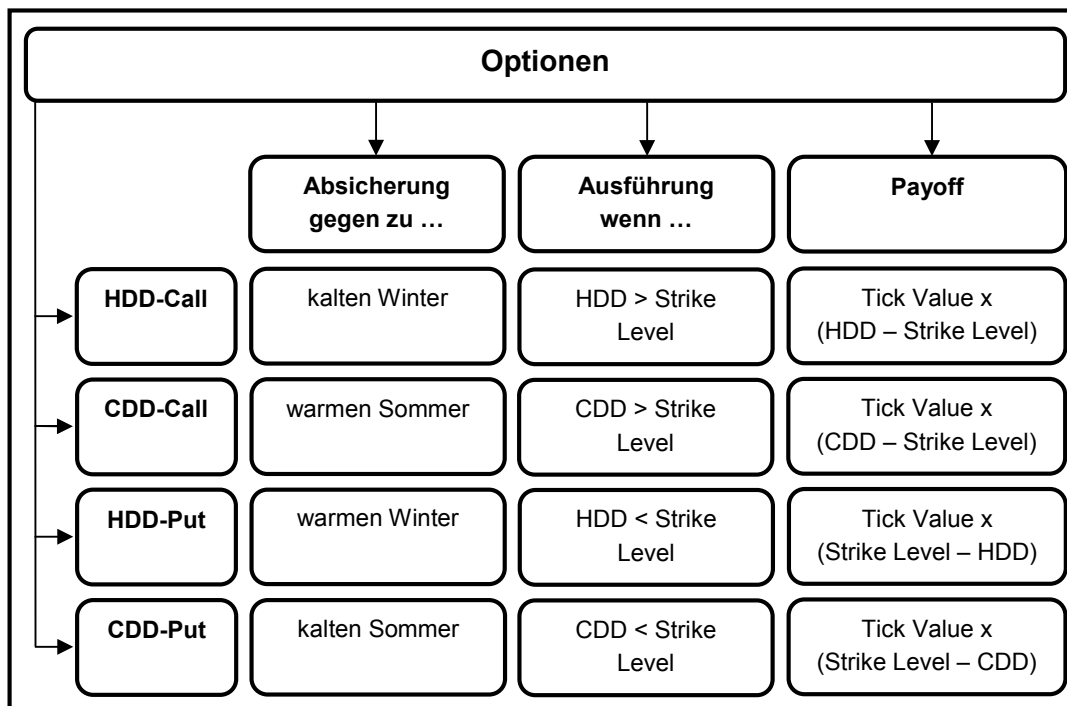 Optionen
Absicherung
gegen zu …
Ausführung
wenn …
Payoff
HDD-Call
kalten Winter
HDD > Strike
Level
Tick Value x
(HDD – Strike Level)
CDD-Call
warmen Sommer
CDD > Strike
Level
Tick Value x
(CDD – Strike Level)
HDD-Put
warmen Winter
HDD < Strike
Level
Tick Value x
(Strike Level – HDD)
CDD-Put
kalten Sommer
CDD < Strike
Level
Tick Value x
(Strike Level – CDD)